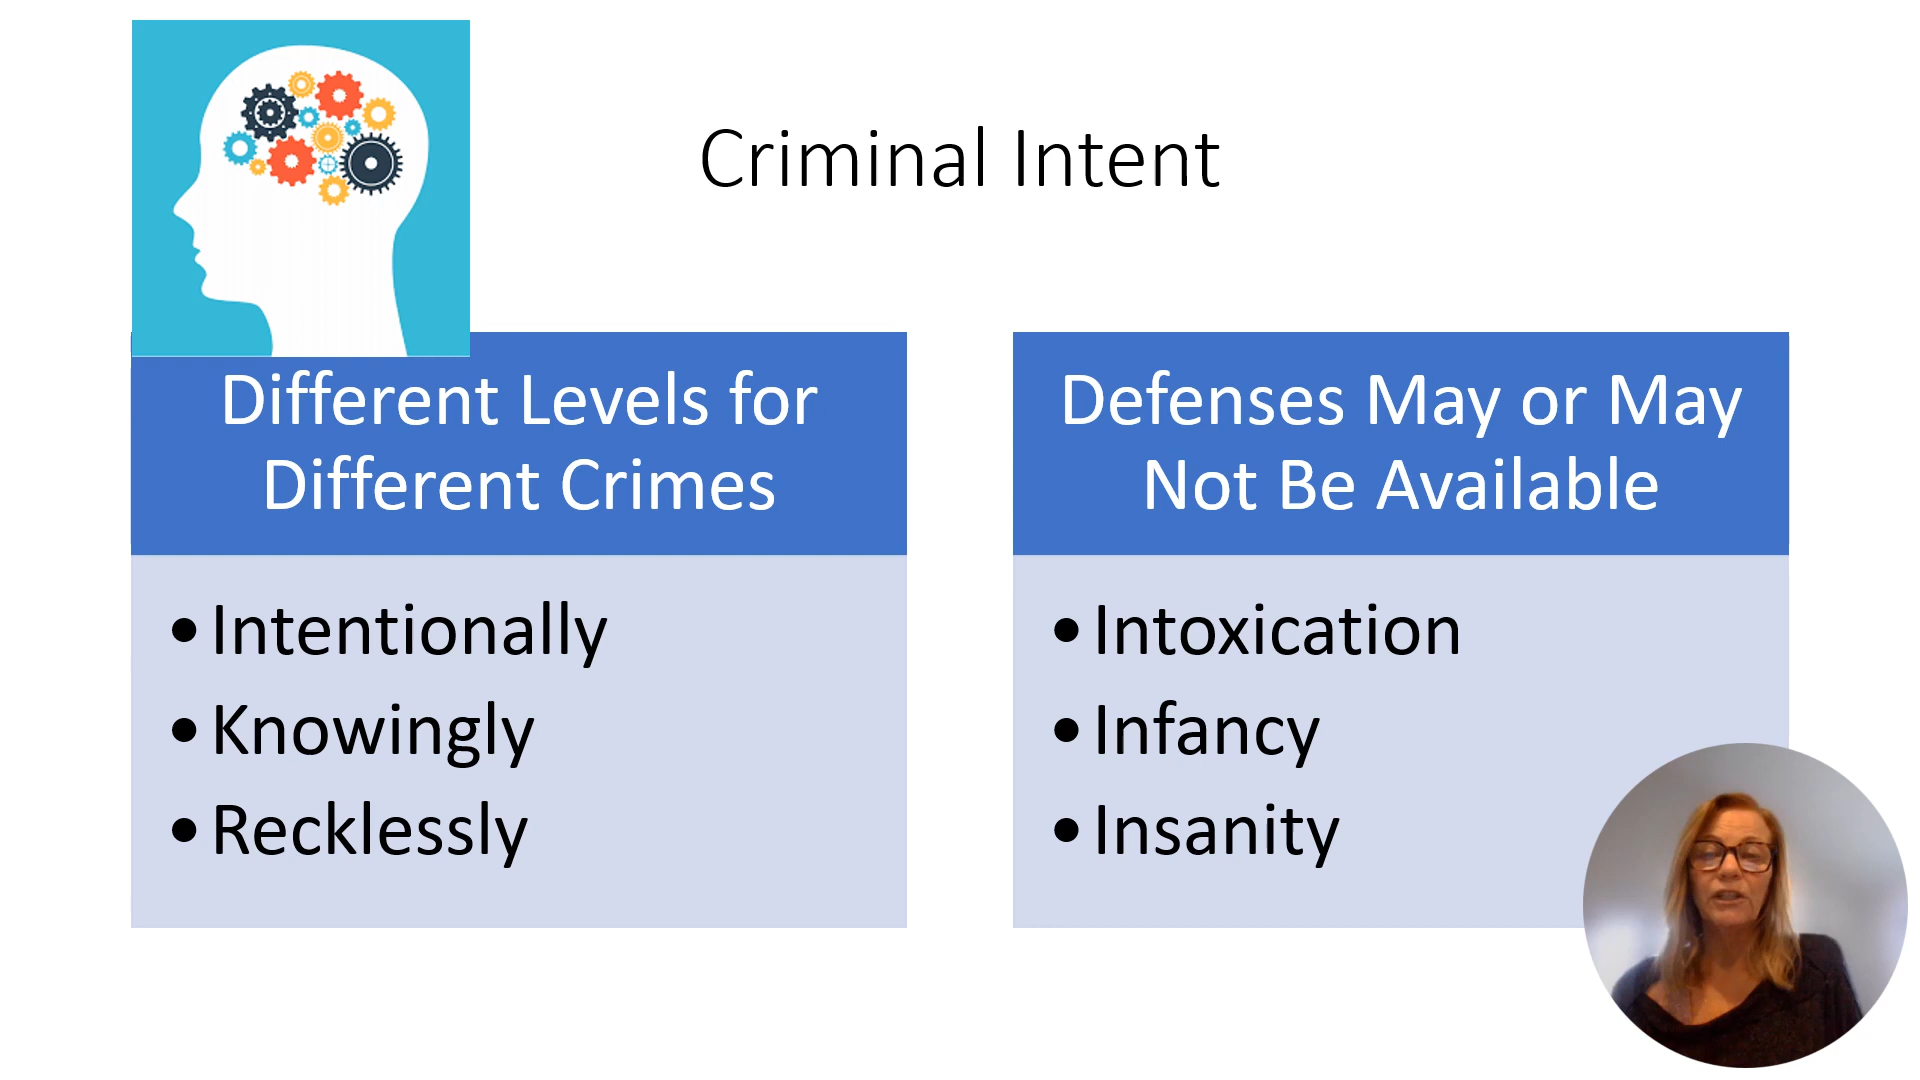 Criminal Intent
Different Levels for
Different Crimes
• Intentionally
• Knowingly
• Recklessly
Defenses May or May
Not Be Available
• Intoxication
• Infancy
• Insanity